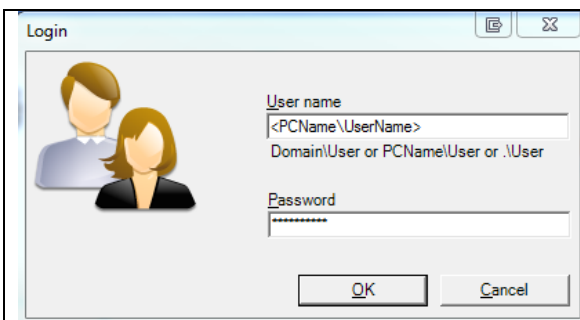 Login
User name
<PCName\UserName>
Domain\User or PCName\User or .\User
Password
**********
OK
Cancel